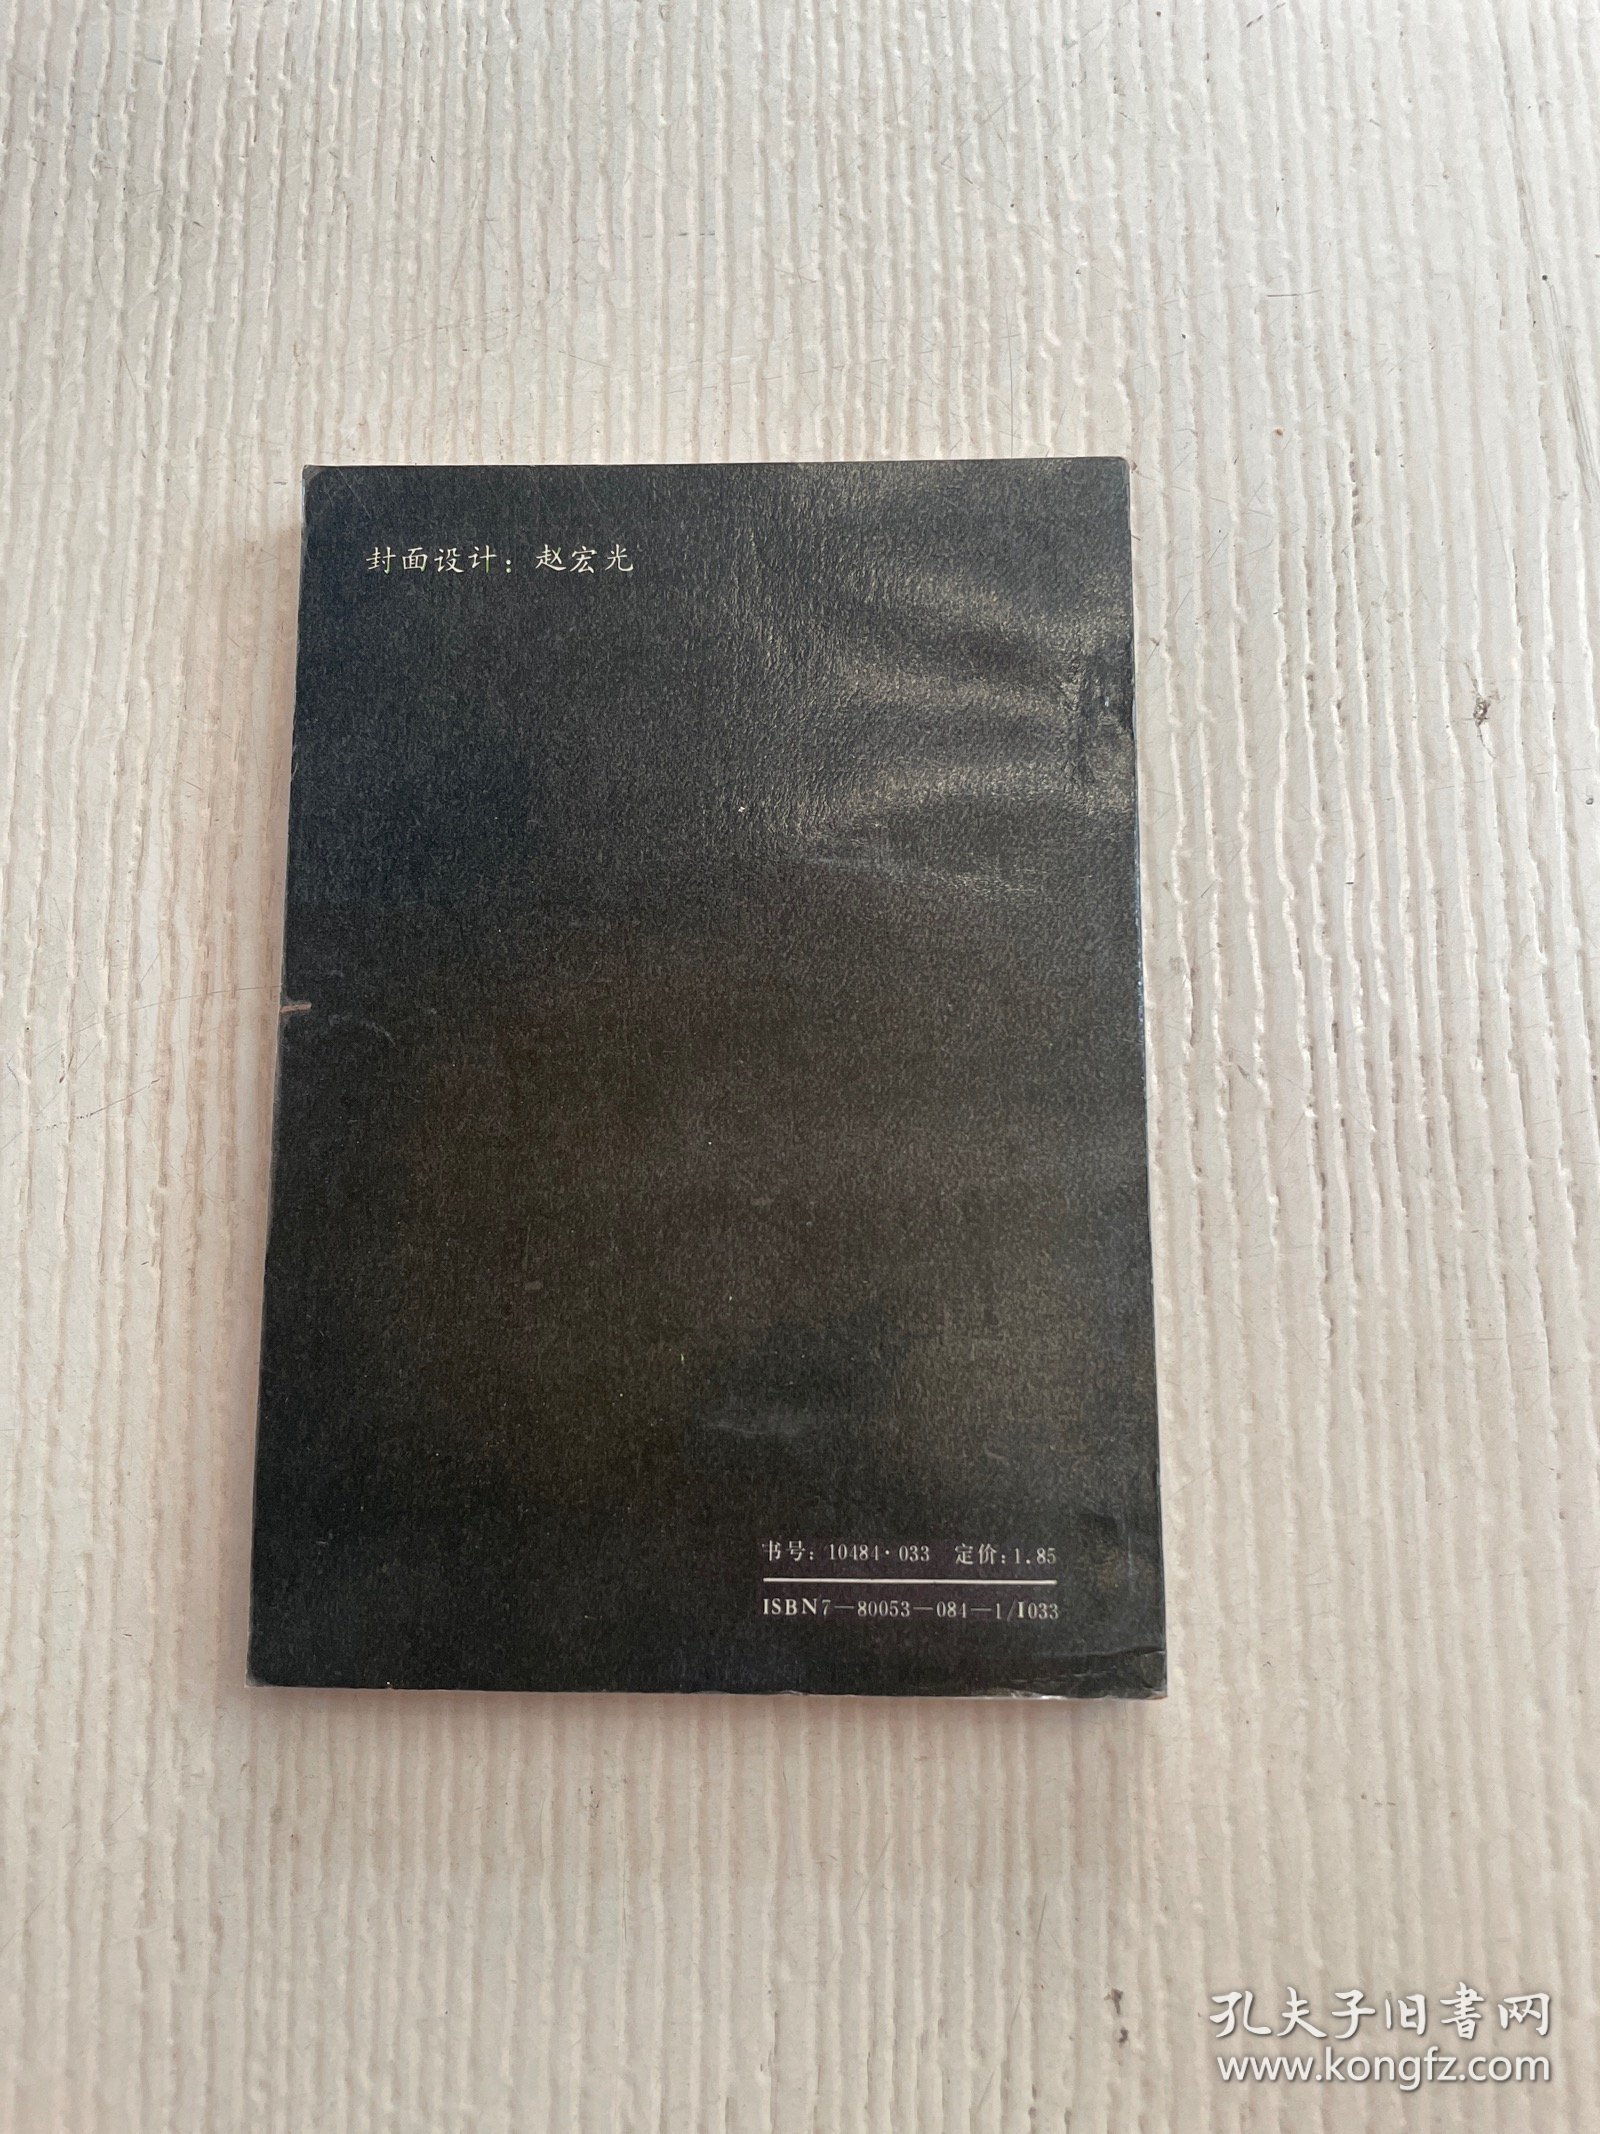 封面设计：赵宏光
书号：10484·033 定价：1.85
ISBN7—80053—084—1/I033
孔夫子旧書网
www.kongfz.com